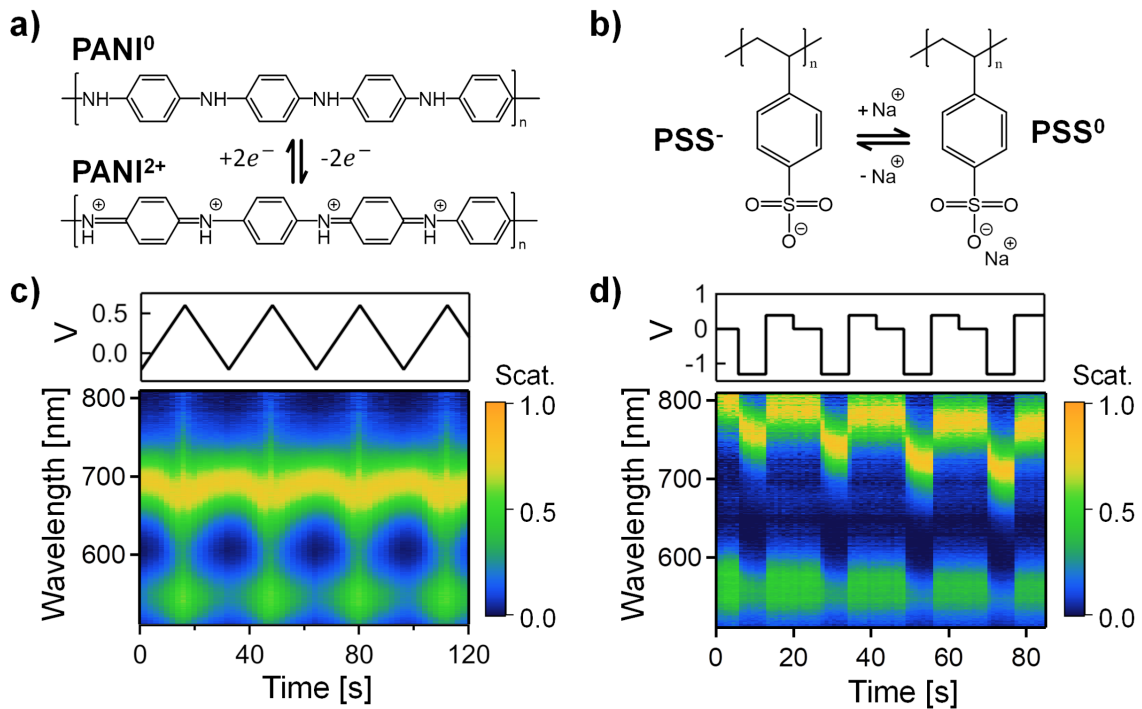 a)
PANI⁰
NH
NH
NH
NH
n
+2e⁻
-2e⁻
PANI²⁺
⊕
⊕
⊕
⊕
N
N
N
N
H
H
H
H
n
b)
n
n
PSS⁻
+ Na⊕
- Na⊕
PSS⁰
O
S
O
O
S
O
O⊖
O⊖
Na⊕
c)
V
0.5
0.0
Wavelength [nm]
800
700
600
0
40
80
120
Time [s]
Scat.
1.0
0.5
0.0
d)
V
1
0
-1
Wavelength [nm]
800
700
600
0
20
40
60
80
Time [s]
Scat.
1.0
0.5
0.0